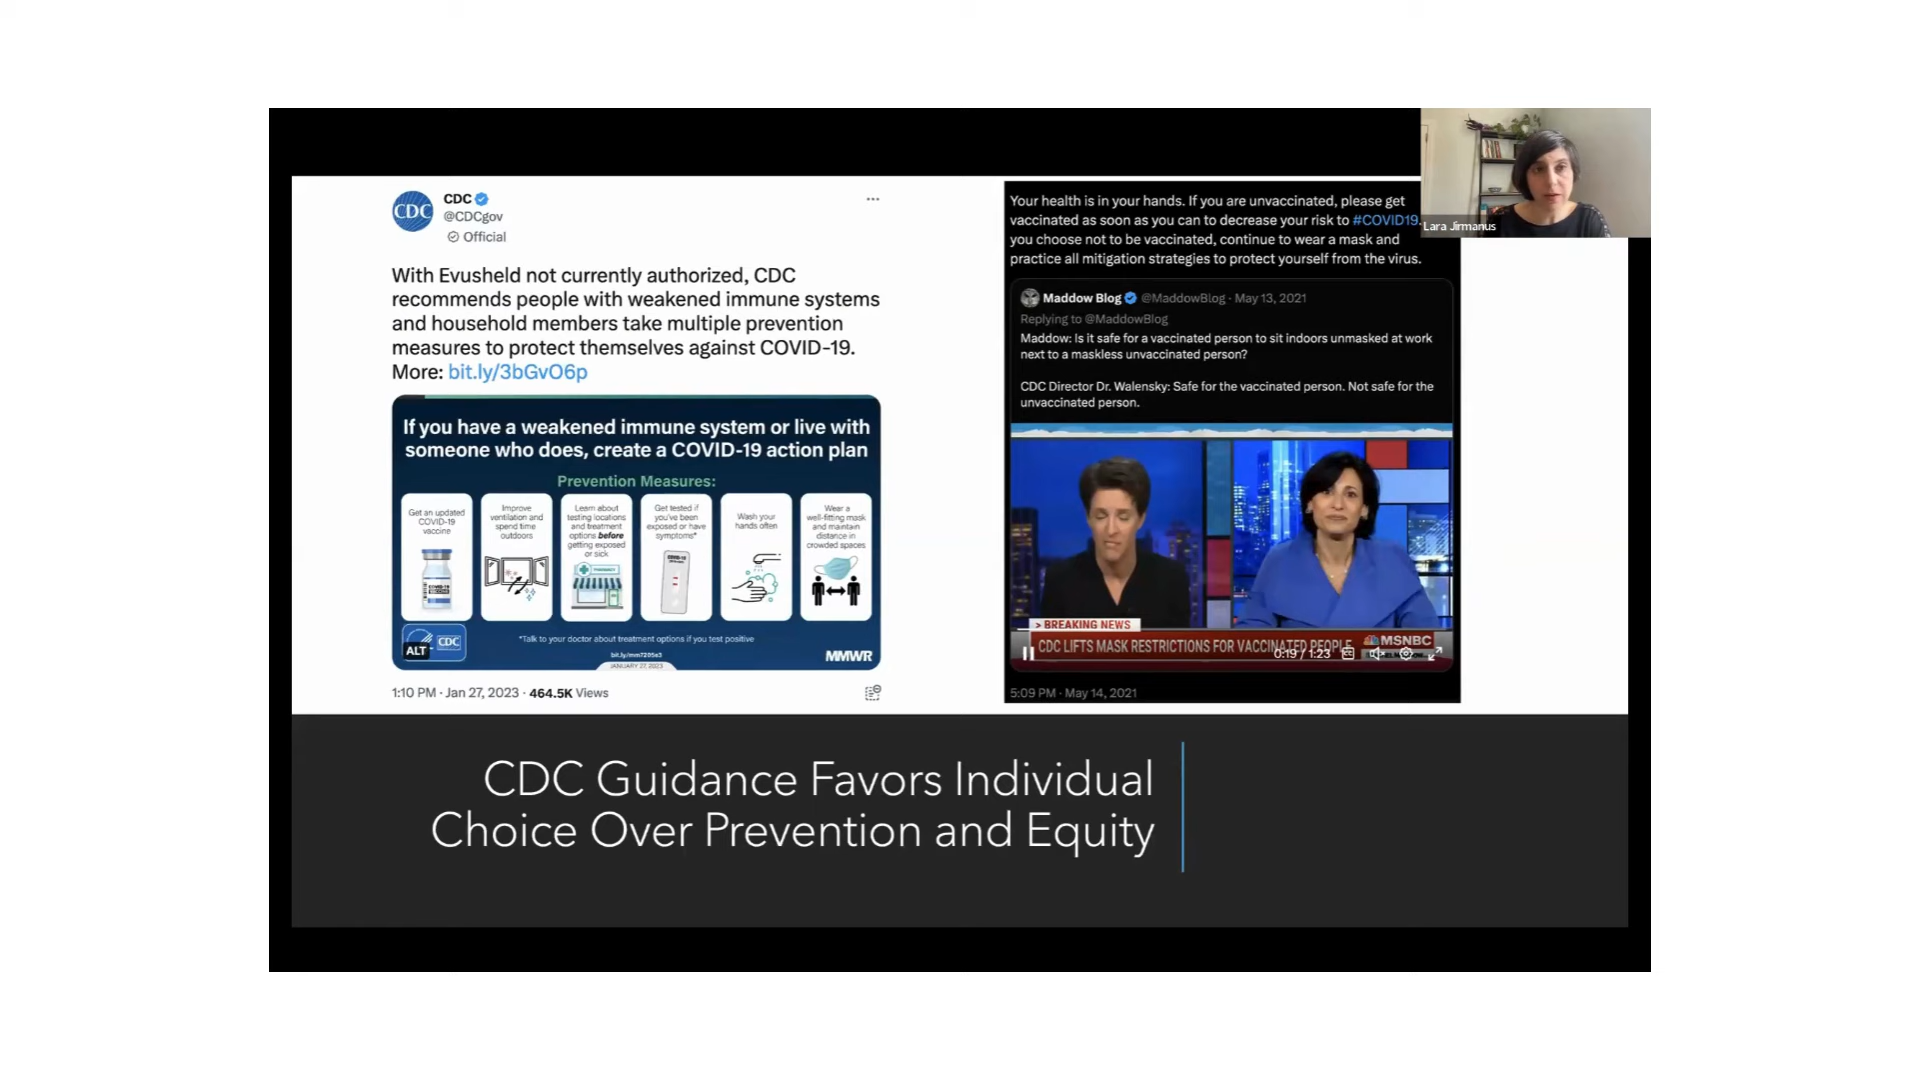 CDC
@CDCgov
Official
With Evusheld not currently authorized, CDC
recommends people with weakened immune systems
and household members take multiple prevention
measures to protect themselves against COVID-19.
More: bit.ly/3bGvO6p
If you have a weakened immune system or live with
someone who does, create a COVID-19 action plan
Prevention Measures:
Get an updated
COVID-19
vaccine
Improve
ventilation and
spend time
outdoors
Learn about
testing locations
and treatment
options before
getting exposed
or sick
PHARMACY
Get tested if
you've been
exposed or have
symptoms*
Wash your
hands often
Wear a
well-fitting mask
and maintain
distance in
crowded spaces
CDC
ALT
*Talk to your doctor about treatment options if you test positive
bit.ly/mm7205e3
JANUARY 27, 2023
MMWR
1:10 PM · Jan 27, 2023 · 464.5K Views
Your health is in your hands. If you are unvaccinated, please get
vaccinated as soon as you can to decrease your risk to #COVID19.
you choose not to be vaccinated, continue to wear a mask and
practice all mitigation strategies to protect yourself from the virus.
Maddow Blog @MaddowBlog · May 13, 2021
Replying to @MaddowBlog
Maddow: Is it safe for a vaccinated person to sit indoors unmasked at work
next to a maskless unvaccinated person?
CDC Director Dr. Walensky: Safe for the vaccinated person. Not safe for the
unvaccinated person.
> BREAKING NEWS
CDC LIFTS MASK RESTRICTIONS FOR VACCINATED PEOPLE
MSNBC
0:19 / 1:23
5:09 PM · May 14, 2021
Lara Jirmanus
CDC Guidance Favors Individual
Choice Over Prevention and Equity